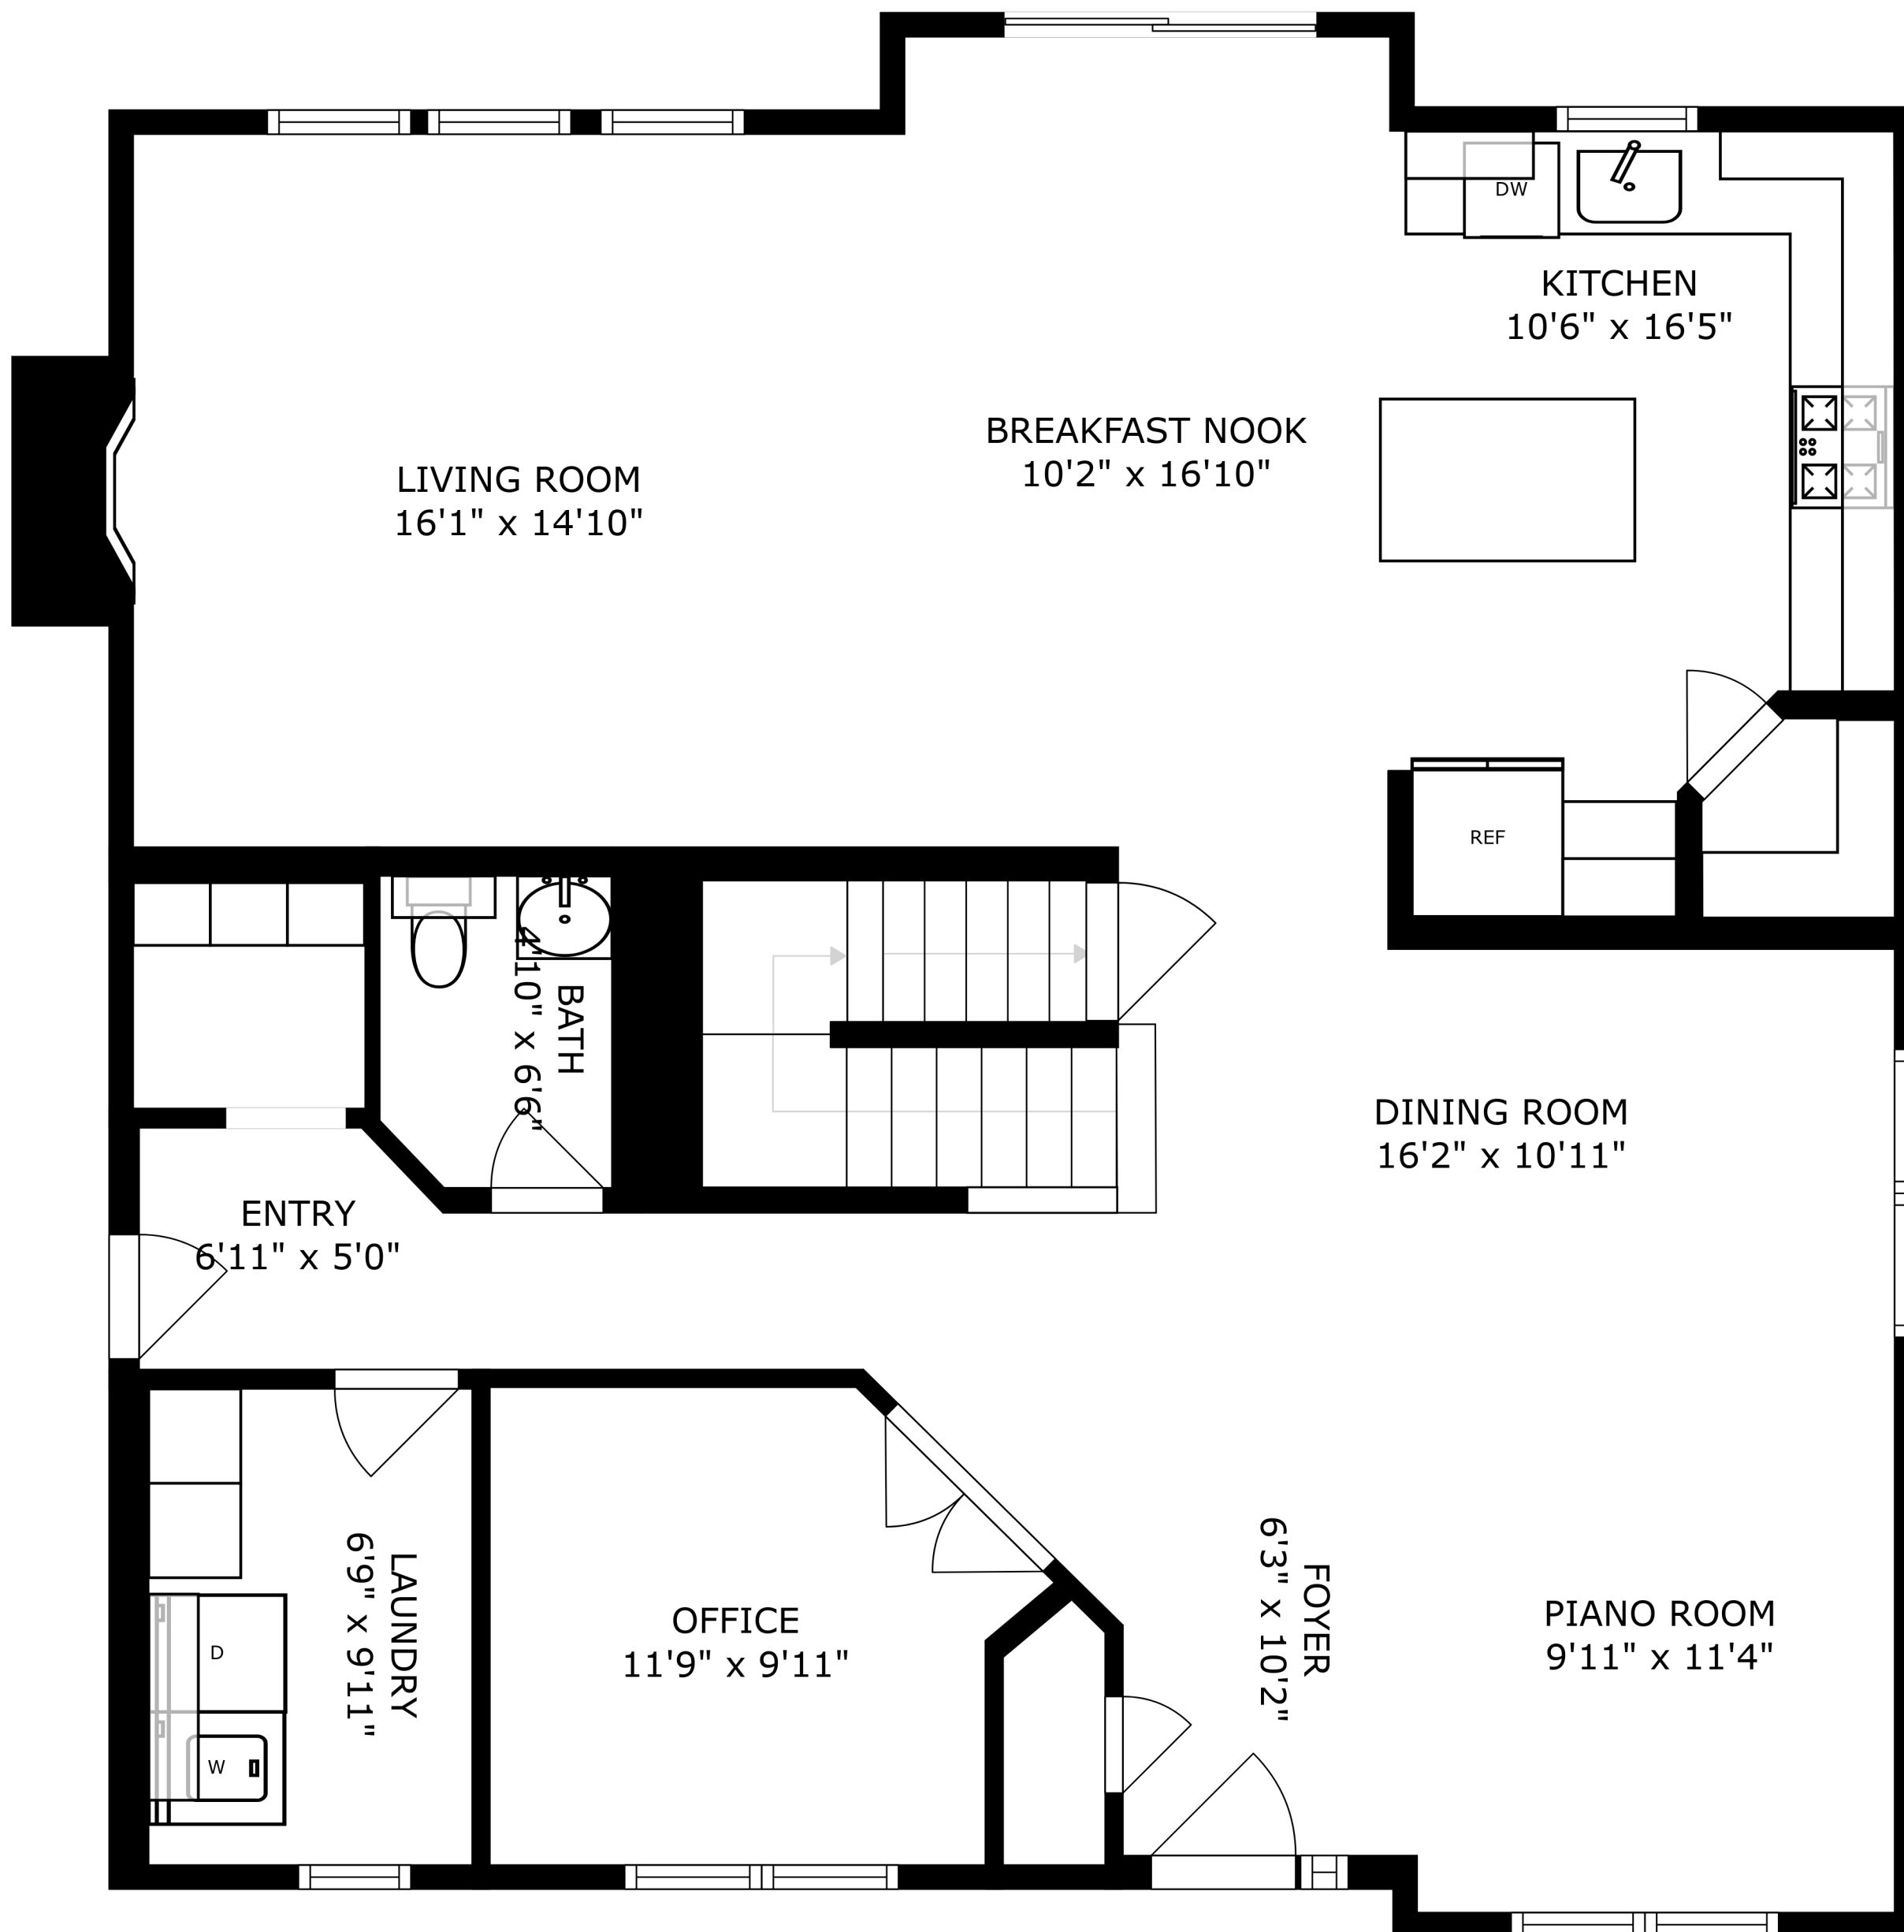 DW
KITCHEN
10'6" x 16'5"
BREAKFAST NOOK
10'2" x 16'10"
LIVING ROOM
16'1" x 14'10"
REF
BATH
4'10" x 6'6"
DINING ROOM
16'2" x 10'11"
ENTRY
6'11" x 5'0"
FOYER
6'3" x 10'2"
LAUNDRY
6'9" x 9'11"
OFFICE
11'9" x 9'11"
PIANO ROOM
9'11" x 11'4"
D
W